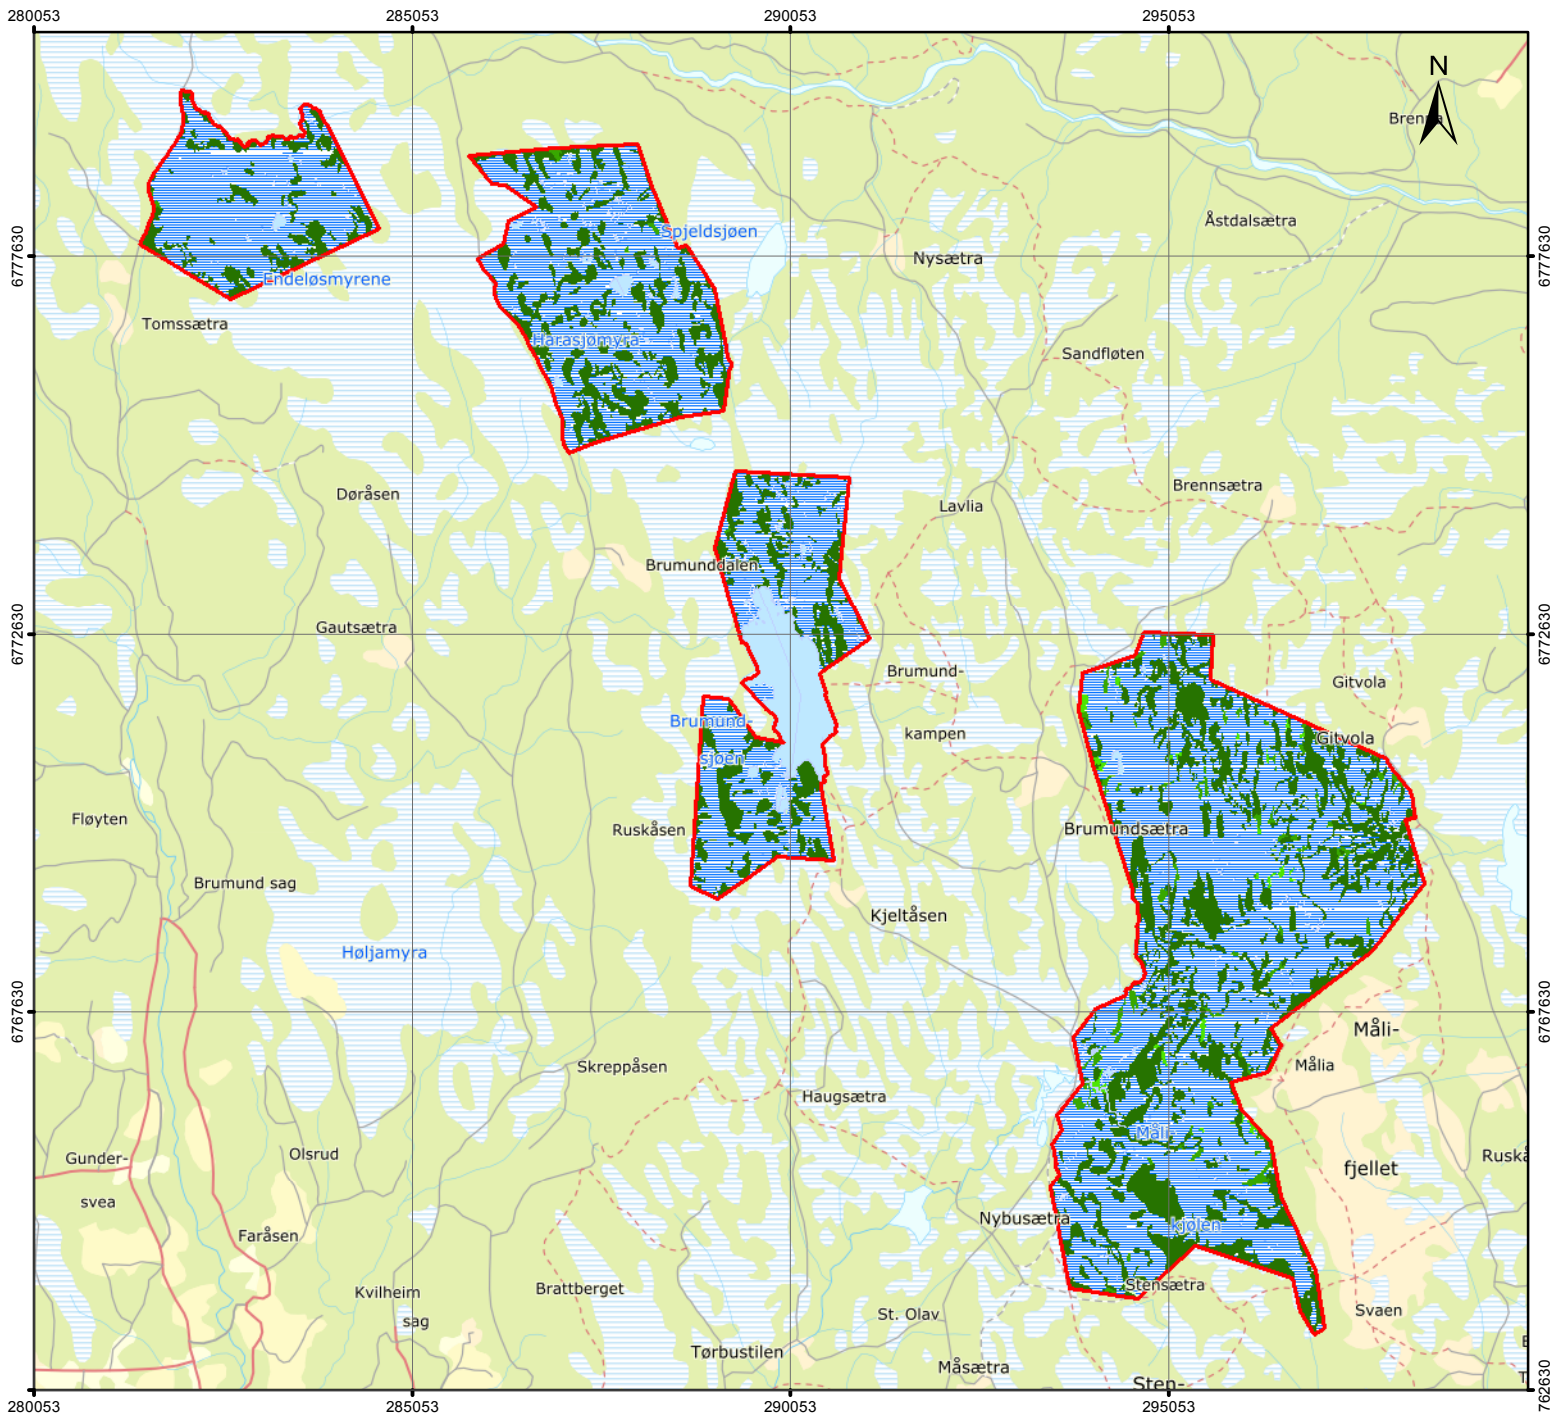 280053
285053
290053
295053
N
Brenna
Åstdalsætra
Spjeldsjøen
6777630
Nysætra
6777630
Endeløsmyrene
Tomssætra
Harasjømyra
Sandfløten
Døråsen
Brennsætra
Lavlia
Brumunddalen
6772630
Gautsætra
6772630
Brumund-
kampen
Gitvola
Brumund-
sjøen
Gitvola
Fløyten
Ruskåsen
Brumundsætra
Brumund sag
Kjeltåsen
Høljamyra
6767630
6767630
Måli-
fjellet
Skreppåsen
Målia
Haugsætra
Måli-
kjølen
Gunder-
svea
Olsrud
Ruskå
Nybusætra
Faråsen
Brattberget
Stensætra
Kvilheim
sag
St. Olav
Svaen
Tørbustilen
Måsætra
Sten-
762630
280053
285053
290053
295053